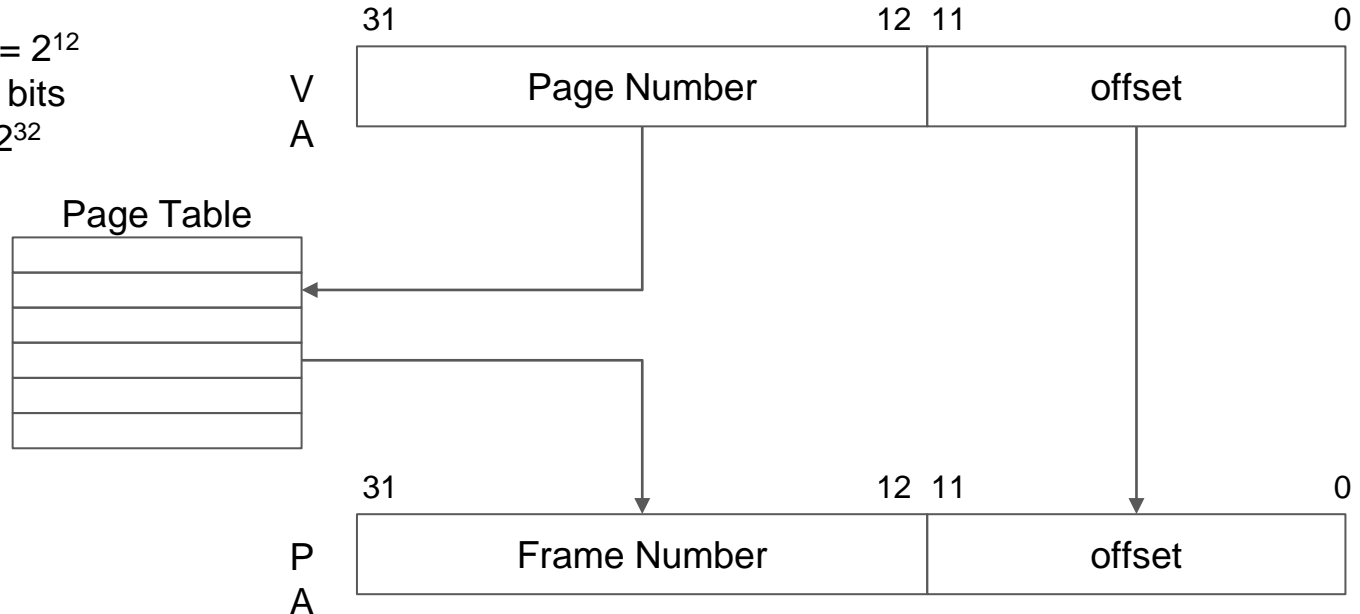 = 2¹²
bits
2³²
31 12 11 0
V
A
Page Number offset
Page Table
31 12 11 0
P
A
Frame Number offset